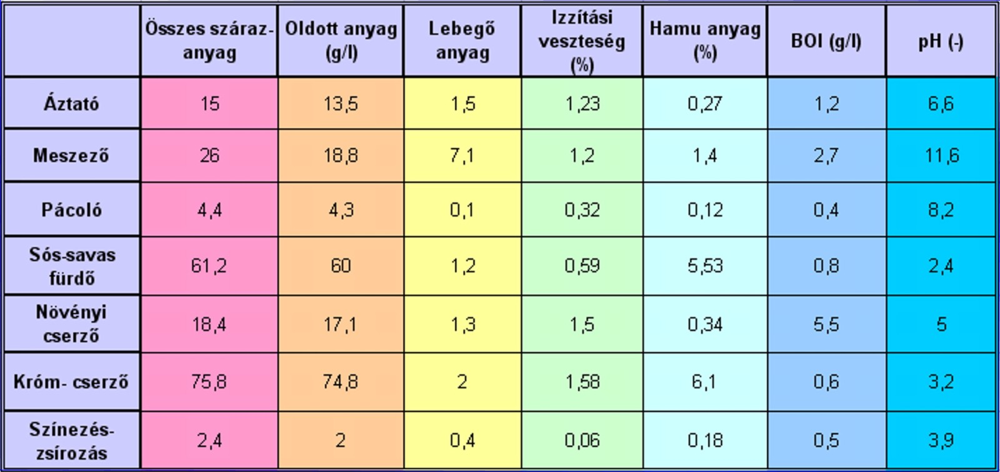 Összes száraz-anyag Oldott anyag (g/l) Lebegő anyag Izzítási veszteség (%) Hamu anyag (%) BOI (g/l) pH (-)
Áztató 15 13,5 1,5 1,23 0,27 1,2 6,6
Meszező 26 18,8 7,1 1,2 1,4 2,7 11,6
Pácoló 4,4 4,3 0,1 0,32 0,12 0,4 8,2
Sós-savas fürdő 61,2 60 1,2 0,59 5,53 0,8 2,4
Növényi cserző 18,4 17,1 1,3 1,5 0,34 5,5 5
Króm- cserző 75,8 74,8 2 1,58 6,1 0,6 3,2
Színezés-zsírozás 2,4 2 0,4 0,06 0,18 0,5 3,9